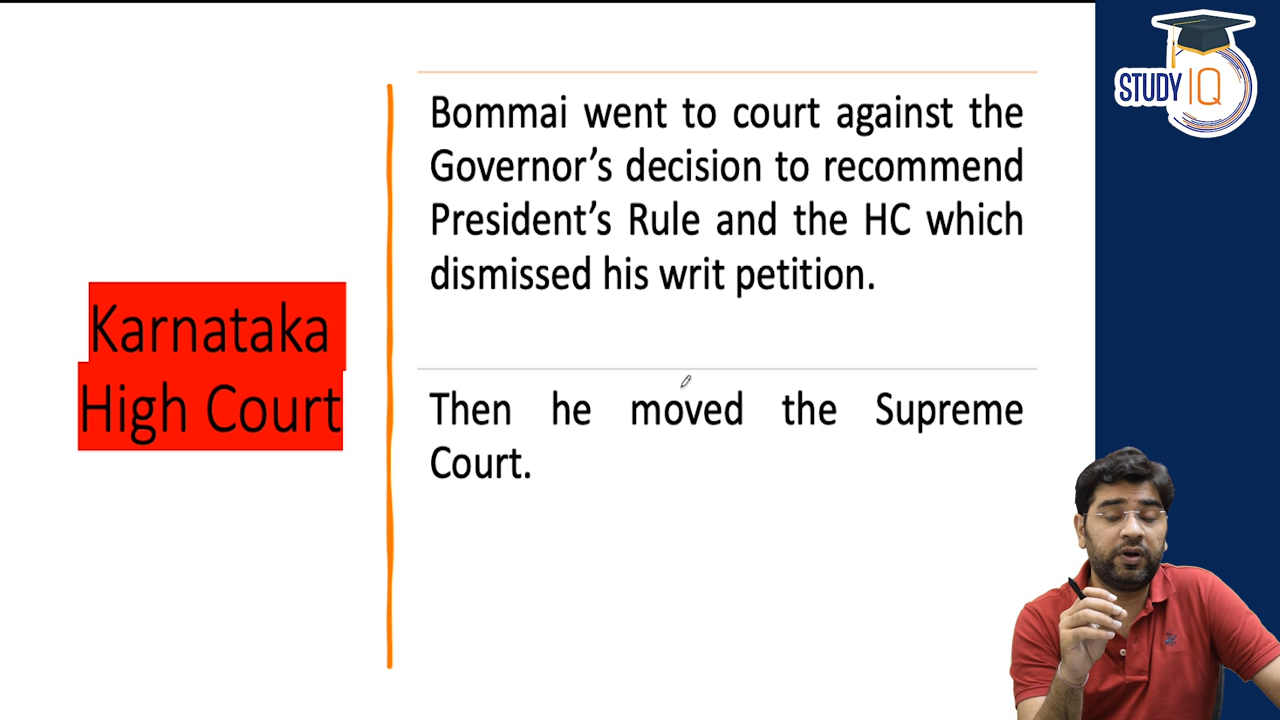 STUDY IQ
Bommai went to court against the
Governor's decision to recommend
President's Rule and the HC which
dismissed his writ petition.
Karnataka
High Court
Then he moved the Supreme
Court.